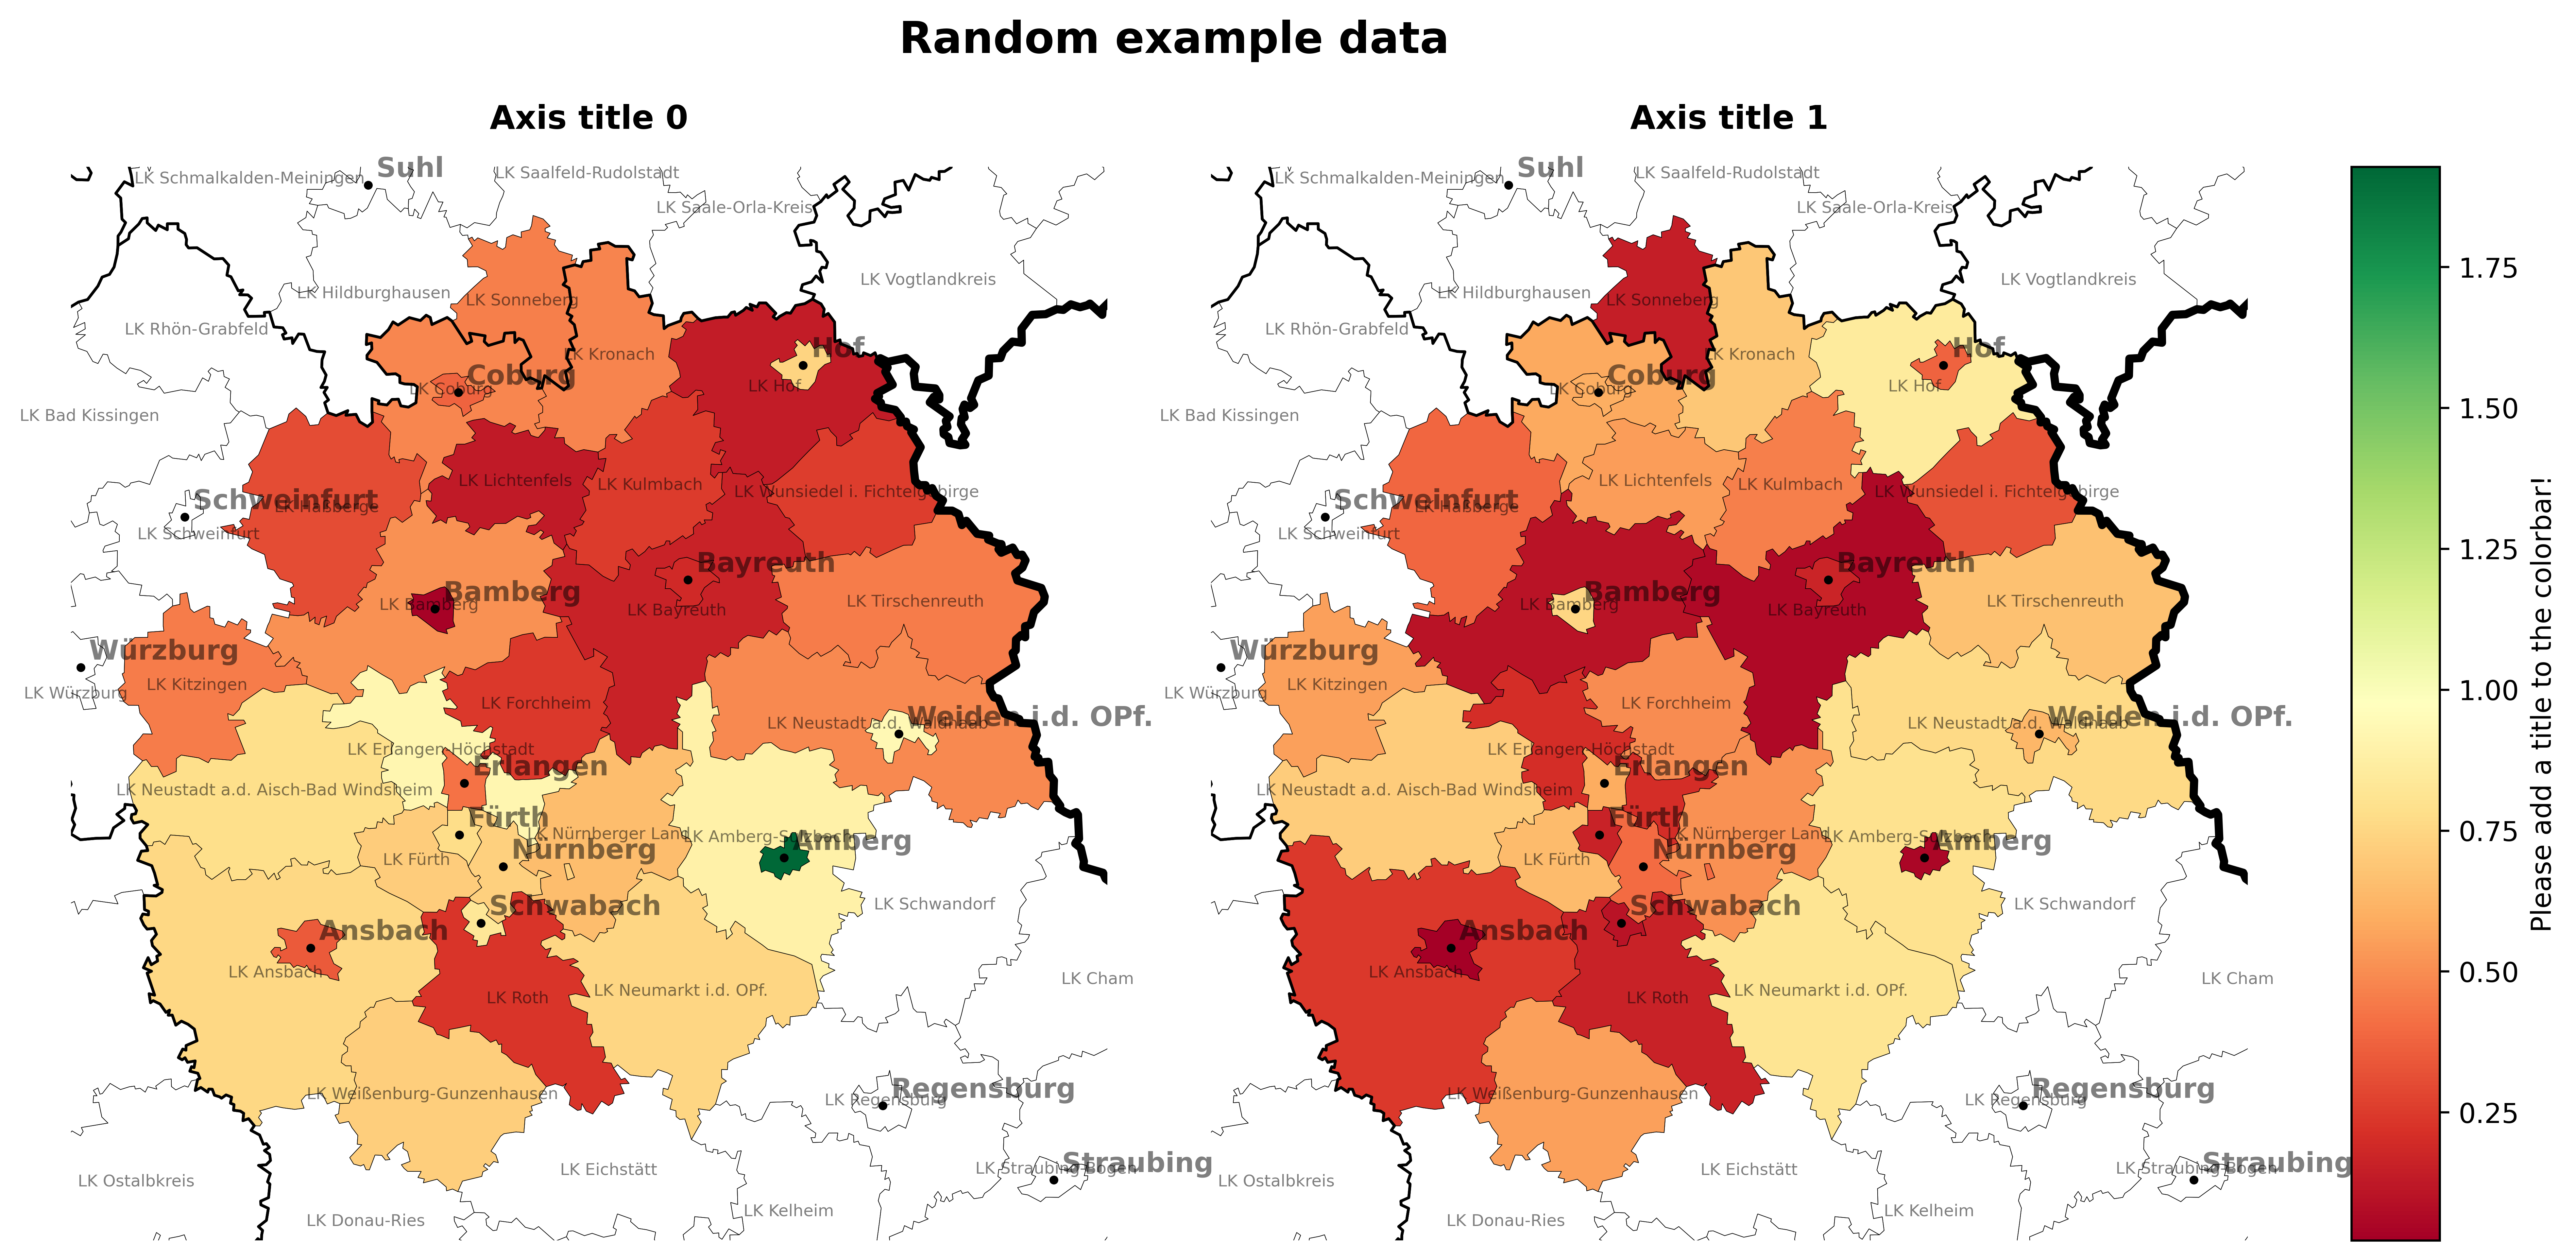 Random example data
Axis title 0
Suhl
LK Schmalkalden-Meiningen
LK Saalfeld-Rudolstadt
LK Saale-Orla-Kreis
LK Vogtlandkreis
LK Hildburghausen
LK Sonneberg
LK Rhön-Grabfeld
LK Kronach
Hof
LK Hof
Coburg
LK Coburg
LK Bad Kissingen
LK Lichtenfels
LK Kulmbach
LK Wunsiedel i. Fichtelgebirge
Schweinfurt
LK Haßberge
LK Schweinfurt
Bayreuth
LK Bayreuth
Bamberg
LK Bamberg
LK Tirschenreuth
Würzburg
LK Kitzingen
LK Würzburg
LK Forchheim
Weiden i.d. OPf.
LK Neustadt a.d. Waldnaab
LK Erlangen-Höchstadt
Erlangen
LK Neustadt a.d. Aisch-Bad Windsheim
Fürth
LK Nürnberger Land
LK Amberg-Sulzbach
Amberg
Nürnberg
LK Fürth
Schwabach
LK Schwandorf
Ansbach
LK Ansbach
LK Cham
LK Neumarkt i.d. OPf.
LK Roth
Regensburg
LK Regensburg
LK Weißenburg-Gunzenhausen
Straubing
LK Straubing-Bogen
LK Eichstätt
LK Ostalbkreis
LK Kelheim
LK Donau-Ries
Axis title 1
Suhl
LK Schmalkalden-Meiningen
LK Saalfeld-Rudolstadt
LK Saale-Orla-Kreis
LK Vogtlandkreis
LK Hildburghausen
LK Sonneberg
LK Rhön-Grabfeld
LK Kronach
Hof
LK Hof
Coburg
LK Coburg
LK Bad Kissingen
LK Lichtenfels
LK Kulmbach
LK Wunsiedel i. Fichtelgebirge
Schweinfurt
LK Haßberge
LK Schweinfurt
Bayreuth
LK Bayreuth
Bamberg
LK Bamberg
LK Tirschenreuth
Würzburg
LK Kitzingen
LK Würzburg
LK Forchheim
Weiden i.d. OPf.
LK Neustadt a.d. Waldnaab
LK Erlangen-Höchstadt
Erlangen
LK Neustadt a.d. Aisch-Bad Windsheim
Fürth
LK Nürnberger Land
LK Amberg-Sulzbach
Amberg
Nürnberg
LK Fürth
Schwabach
LK Schwandorf
Ansbach
LK Ansbach
LK Cham
LK Neumarkt i.d. OPf.
LK Roth
Regensburg
LK Regensburg
LK Weißenburg-Gunzenhausen
Straubing
LK Straubing-Bogen
LK Eichstätt
LK Ostalbkreis
LK Kelheim
LK Donau-Ries
1.75
1.50
1.25
1.00
0.75
0.50
0.25
Please add a title to the colorbar!